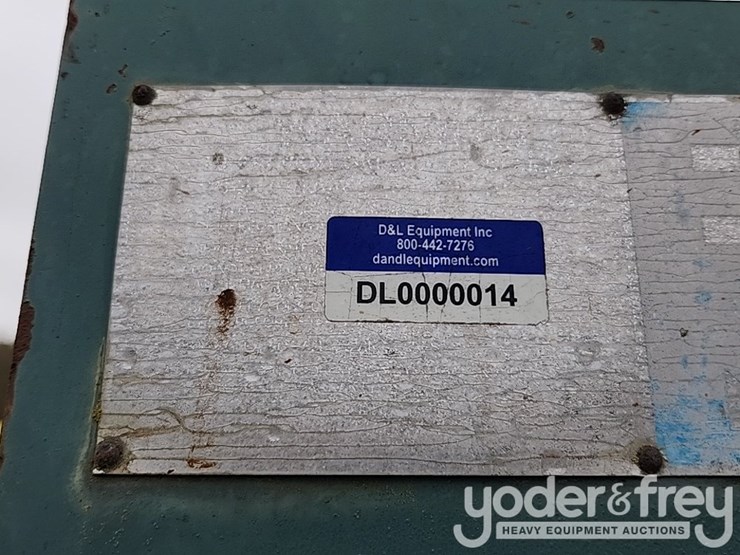 D&L Equipment Inc
800-442-7276
dandlequipment.com
DL0000014
yoder&frey
HEAVY EQUIPMENT AUCTIONS